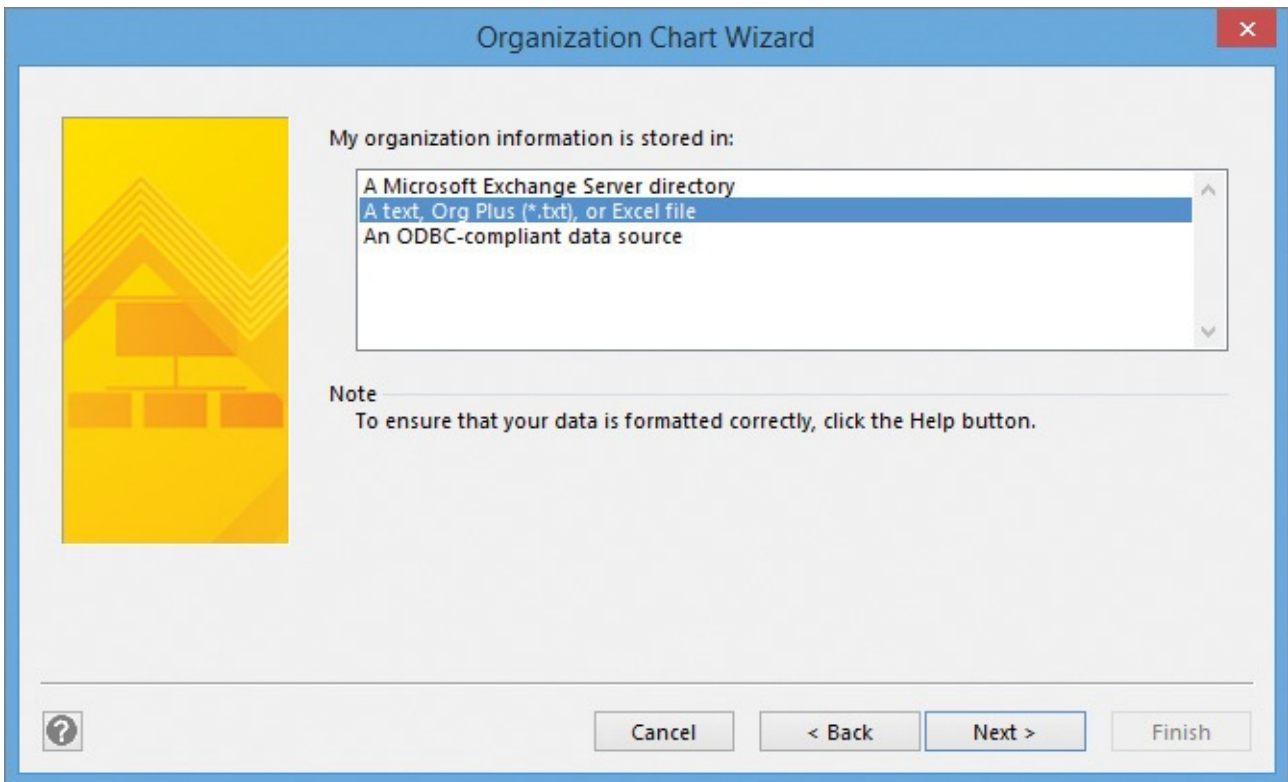 Organization Chart Wizard
My organization information is stored in:
A Microsoft Exchange Server directory
A text, Org Plus (*.txt), or Excel file
An ODBC-compliant data source
Note
To ensure that your data is formatted correctly, click the Help button.
Cancel < Back Next > Finish